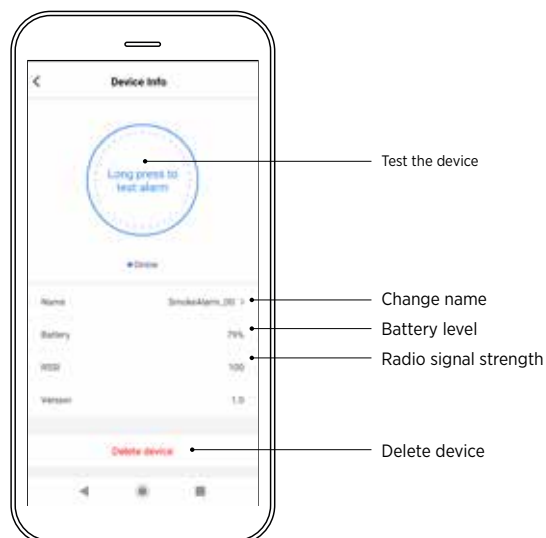 Device Info
Long press to
test alarm
Test the device
Online
Name SmokeAlarm_00 >
Change name
Battery 79%
Battery level
RSSI 100
Radio signal strength
Version 1.0
Delete device
Delete device